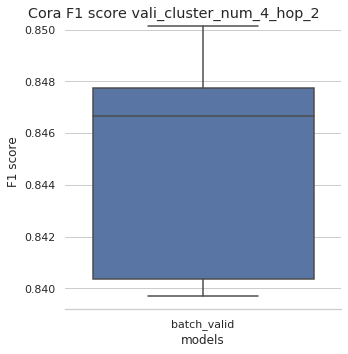 Cora F1 score vali_cluster_num_4_hop_2
0.850
0.848
0.846
0.844
0.842
0.840
F1 score
batch_valid
models